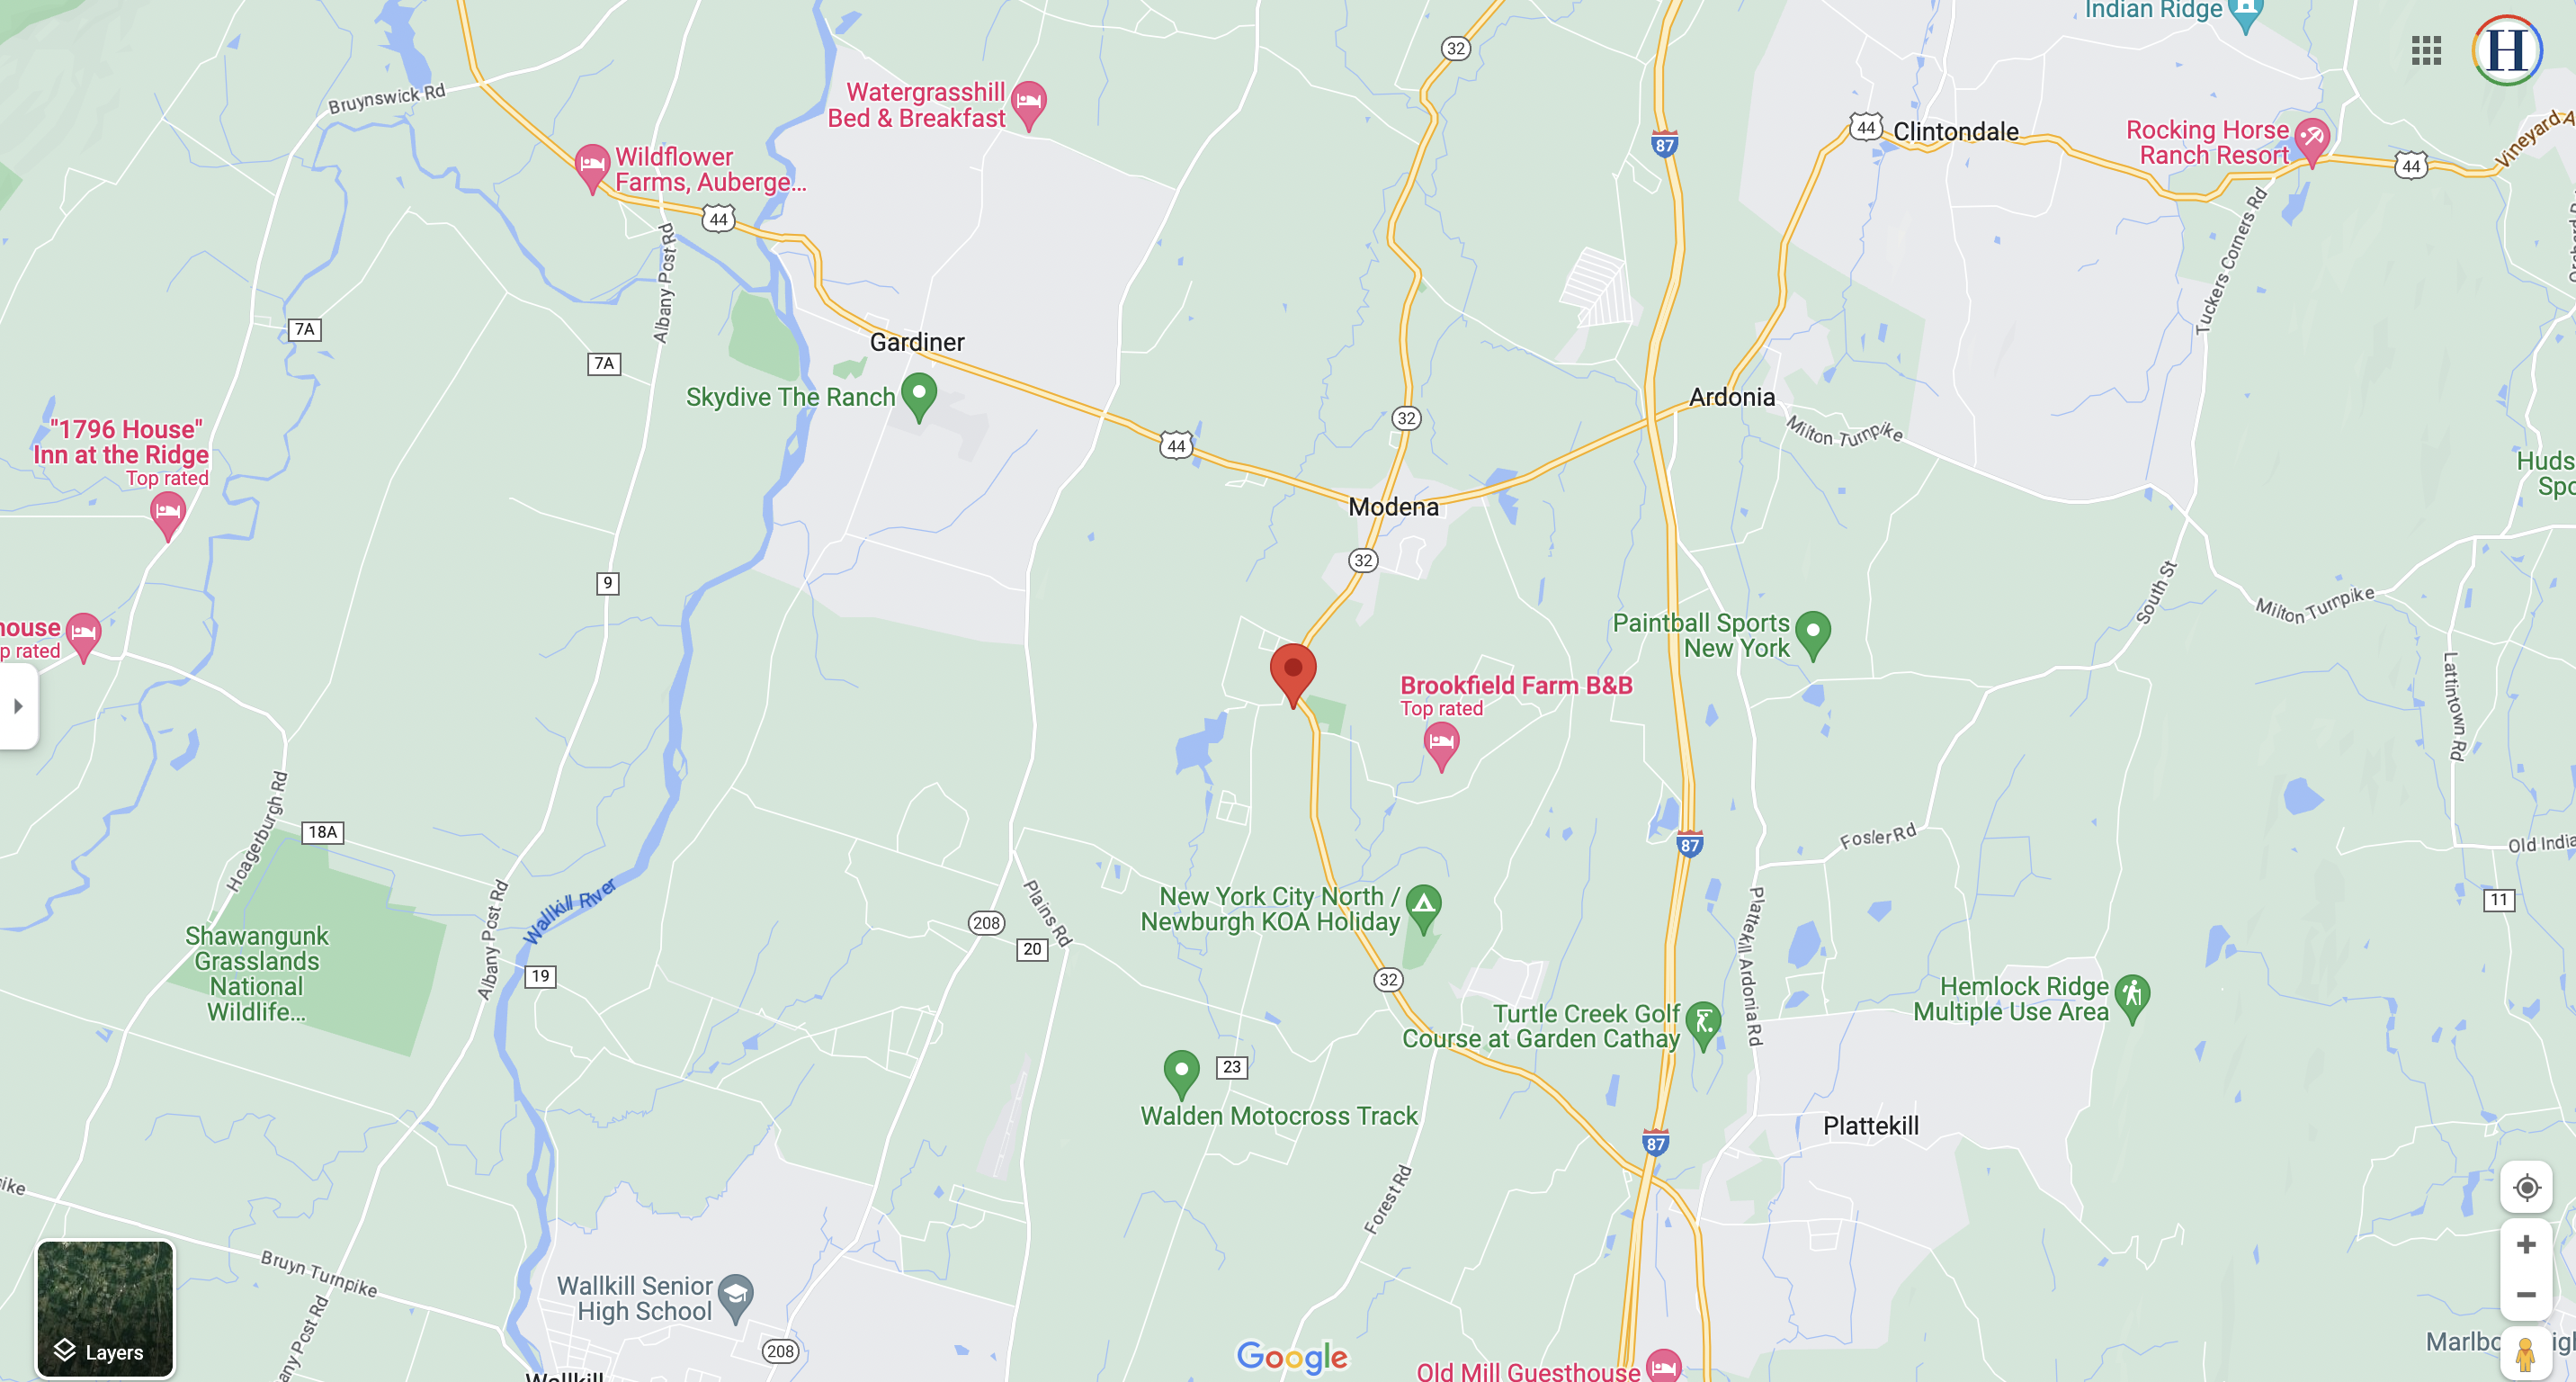 Indian Ridge
32
H
Bruynswick Rd
Watergrasshill
Bed & Breakfast
87
44
Clintondale
Rocking Horse
Ranch Resort
44
Vineyard A
Wildflower
Farms, Auberge...
44
Albany Post Rd
Tuckers Corners Rd
7A
7A
Gardiner
Skydive The Ranch
Ardonia
32
Milton Turnpike
"1796 House"
Inn at the Ridge
Top rated
44
Huds
Spo
Modena
32
9
South St
Milton Turnpike
house
p rated
Paintball Sports
New York
Brookfield Farm B&B
Top rated
Lattintown Rd
Hoagerburgh Rd
18A
87
Fosler Rd
Old India
11
Wallkill River
Albany Post Rd
Plains Rd
208
20
New York City North /
Newburgh KOA Holiday
Plattekill Ardonia Rd
Shawangunk
Grasslands
National
Wildlife...
19
32
Hemlock Ridge
Multiple Use Area
Turtle Creek Golf
Course at Garden Cathay
23
Walden Motocross Track
Plattekill
87
ike
Forest Rd
Bruyn Turnpike
any Post Rd
Wallkill Senior
High School
208
Layers
Google
Old Mill Guesthouse
Marlbo
igh
Wallkill